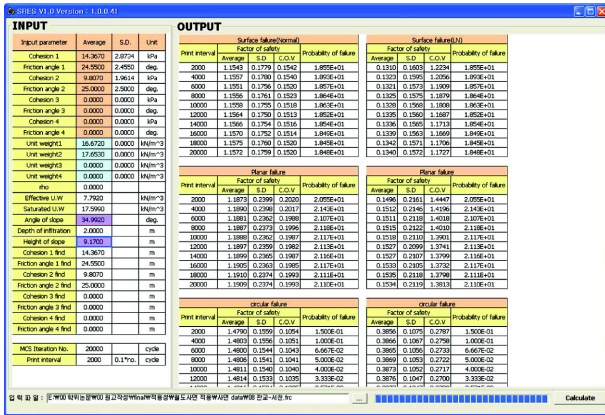 SRES-V1.0 Version : 1.0.0.41
INPUT
Injput parameter Average S.D. Unit
Cohesion 1 14.3670 2.8734 kPa
Friction angle 1 24.5500 2.4550 deg.
Cohesion 2 9.8070 1.9614 kPa
Friction angle 2 25.0000 2.5000 deg.
Cohesion 3 0.0000 0.0000 kPa
Friction angle 3 0.0000 0.0000 deg.
Cohesion 4 0.0000 0.0000 kPa
Friction angle 4 0.0000 0.0000 deg.
Unit weight1 16.6720 0.0000 kN/m^3
Unit weight2 17.6530 0.0000 kN/m^3
Unit weight3 0.0000 0.0000 kN/m^3
Unit weight4 0.0000 0.0000 kN/m^3
rho 0.0000
Effective U.W 7.7920 kN/m^3
Saturated U.W 17.5990 kN/m^3
Angle of slope 34.9920 deg.
Depth of infiltration 2.0000 m
Height of slope 9.1700 m
Cohesion 1 find 14.3670 m
Friction angle 1 find 24.5500 m
Cohesion 2 find 9.8070 m
Friction angle 2 find 25.0000 m
Cohesion 3 find 0.0000 m
Friction angle 3 find 0.0000 m
Cohesion 4 find 0.0000 m
Friction angle 4 find 0.0000 m
MCS Iteration No. 20000 cycle
Print interval 2000 0.1*no. cycle
OUTPUT
Surface failure(Normal)
Print interval Factor of safety Probability of failure
Average S.D C.O.V
2000 1.1543 0.1779 0.1542 1.855E+01
4000 1.1557 0.1780 0.1540 1.893E+01
6000 1.1551 0.1756 0.1520 1.857E+01
8000 1.1556 0.1761 0.1523 1.864E+01
10000 1.1558 0.1755 0.1518 1.863E+01
12000 1.1564 0.1750 0.1513 1.852E+01
14000 1.1566 0.1754 0.1516 1.854E+01
16000 1.1570 0.1752 0.1514 1.849E+01
18000 1.1575 0.1760 0.1520 1.845E+01
20000 1.1572 0.1759 0.1520 1.848E+01
Surface failure(LN)
Factor of safety Probability of failure
Average S.D C.O.V
0.1310 0.1603 1.2234 1.855E+01
0.1323 0.1595 1.2056 1.893E+01
0.1321 0.1573 1.1909 1.857E+01
0.1325 0.1575 1.1879 1.864E+01
0.1328 0.1568 1.1808 1.863E+01
0.1335 0.1560 1.1687 1.852E+01
0.1336 0.1565 1.1713 1.854E+01
0.1339 0.1563 1.1669 1.849E+01
0.1342 0.1571 1.1706 1.845E+01
0.1340 0.1572 1.1727 1.848E+01
Planar failure
Print interval Factor of safety Probability of failure
Average S.D C.O.V
2000 1.1873 0.2399 0.2020 2.055E+01
4000 1.1890 0.2398 0.2017 2.143E+01
6000 1.1881 0.2362 0.1988 2.107E+01
8000 1.1887 0.2373 0.1996 2.118E+01
10000 1.1888 0.2362 0.1987 2.117E+01
12000 1.1897 0.2359 0.1982 2.113E+01
14000 1.1899 0.2365 0.1987 2.116E+01
16000 1.1905 0.2363 0.1985 2.117E+01
18000 1.1910 0.2374 0.1993 2.111E+01
20000 1.1909 0.2374 0.1993 2.110E+01
Planar failure
Factor of safety Probability of failure
Average S.D C.O.V
0.1496 0.2161 1.4447 2.055E+01
0.1512 0.2146 1.4196 2.143E+01
0.1511 0.2118 1.4018 2.107E+01
0.1515 0.2122 1.4010 2.118E+01
0.1518 0.2110 1.3901 2.117E+01
0.1527 0.2099 1.3741 2.113E+01
0.1527 0.2107 1.3799 2.116E+01
0.1533 0.2105 1.3732 2.117E+01
0.1535 0.2118 1.3798 2.111E+01
0.1534 0.2119 1.3813 2.110E+01
circular failure
Print interval Factor of safety Probability of failure
Average S.D C.O.V
2000 1.4790 0.1559 0.1054 1.500E-01
4000 1.4803 0.1556 0.1051 1.000E-01
6000 1.4800 0.1544 0.1043 6.667E-02
8000 1.4806 0.1541 0.1041 5.000E-02
10000 1.4811 0.1540 0.1040 4.000E-02
12000 1.4814 0.1533 0.1035 3.333E-02
circular failure
Factor of safety Probability of failure
Average S.D C.O.V
0.3856 0.1075 0.2787 1.500E-01
0.3866 0.1067 0.2758 1.000E-01
0.3865 0.1056 0.2733 6.667E-02
0.3869 0.1053 0.2722 5.000E-02
0.3873 0.1052 0.2717 4.000E-02
0.3876 0.1047 0.2700 3.333E-02
입 력 파 일 : ... Calculate